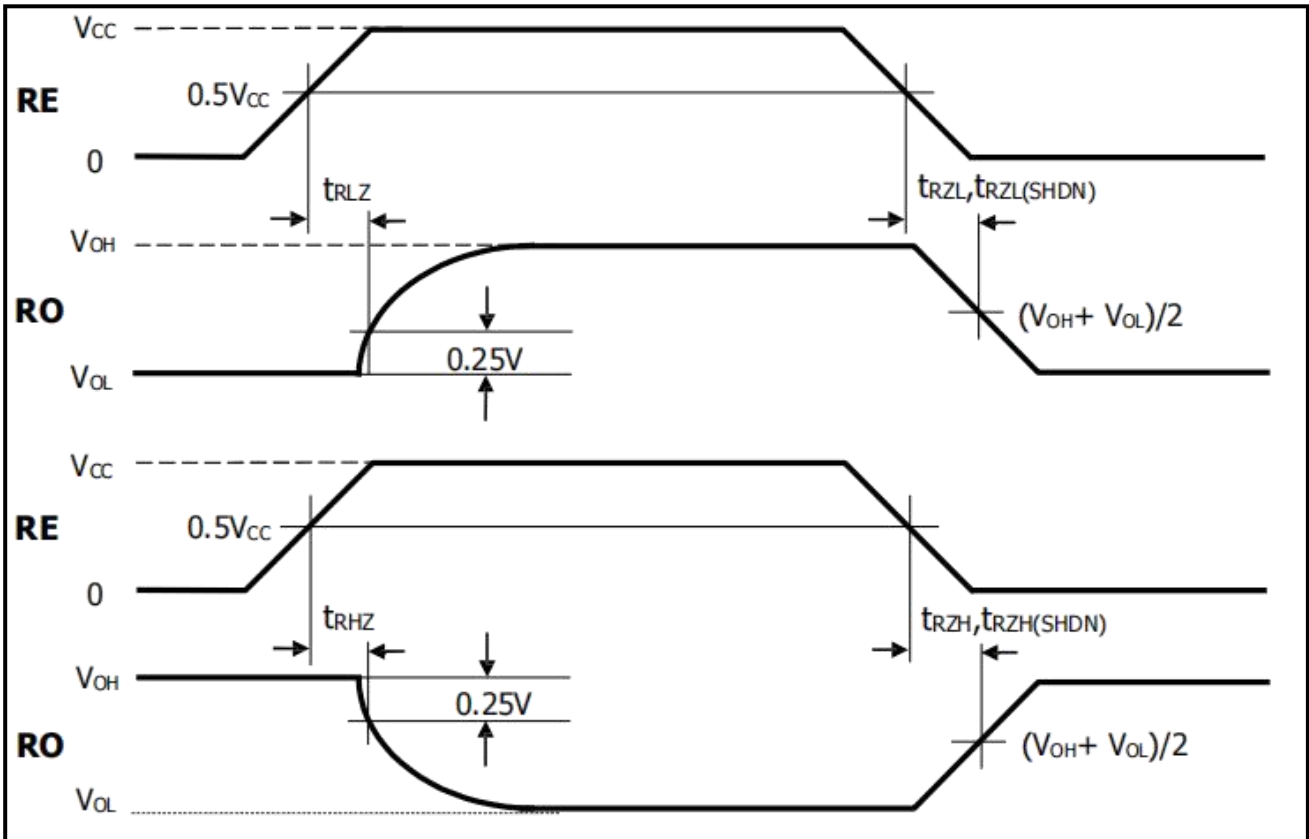 VCC
RE
0.5VCC
0
tRLZ
tRZL,tRZL(SHDN)
VOH
RO
(VOH+ VOL)/2
0.25V
VOL
VCC
RE
0.5VCC
0
tRHZ
tRZH,tRZH(SHDN)
VOH
0.25V
RO
(VOH+ VOL)/2
VOL